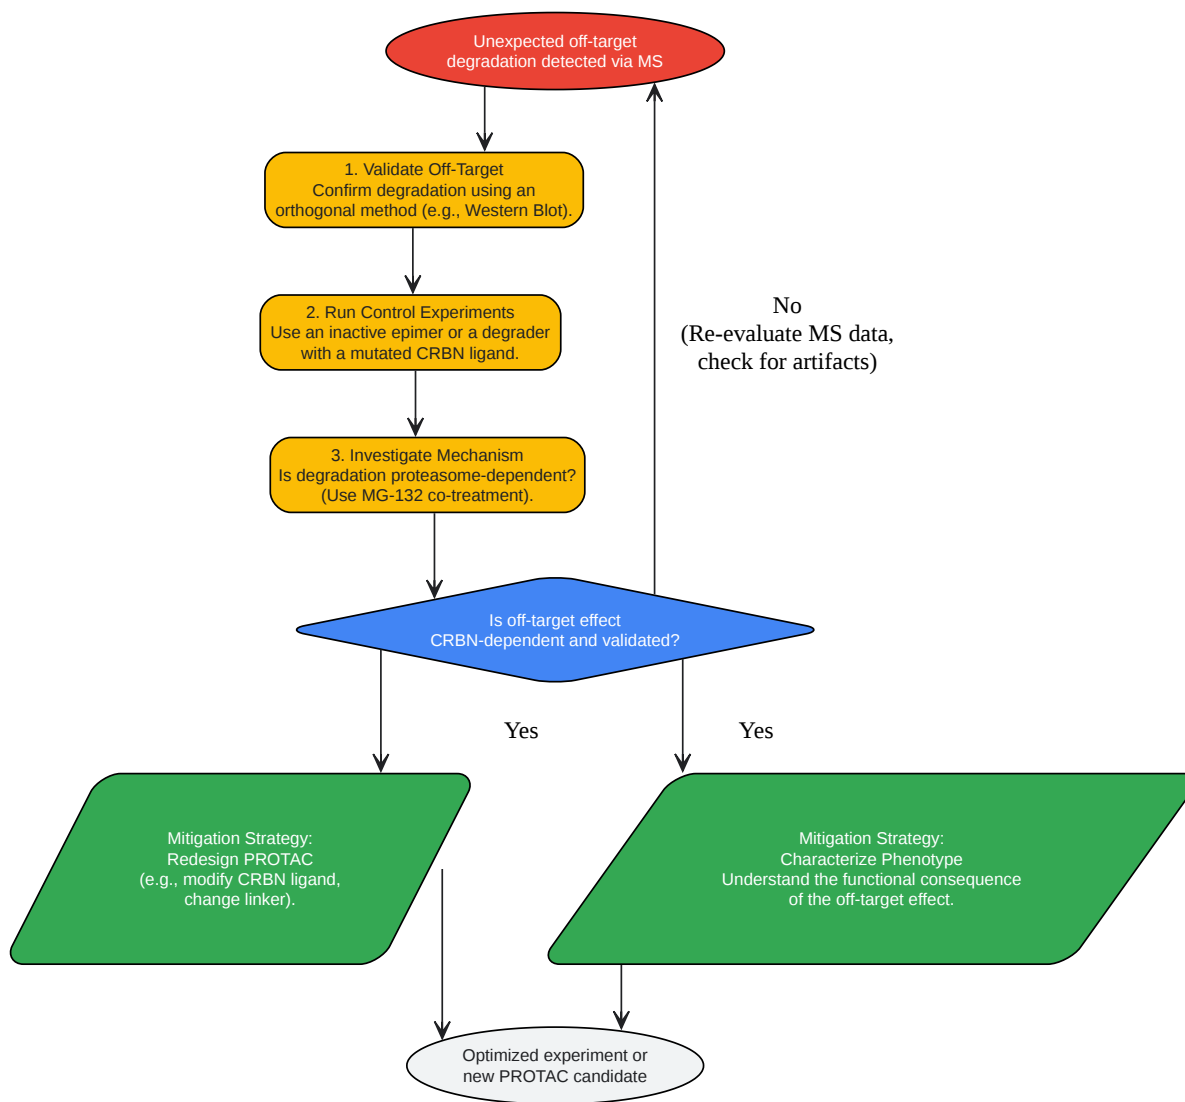 Unexpected off-target
degradation detected via MS
1. Validate Off-Target
Confirm degradation using an
orthogonal method (e.g., Western Blot).
2. Run Control Experiments
Use an inactive epimer or a degrader
with a mutated CRBN ligand.
No
(Re-evaluate MS data,
check for artifacts)
3. Investigate Mechanism
Is degradation proteasome-dependent?
(Use MG-132 co-treatment).
Is off-target effect
CRBN-dependent and validated?
Yes
Yes
Mitigation Strategy:
Redesign PROTAC
(e.g., modify CRBN ligand,
change linker).
Mitigation Strategy:
Characterize Phenotype
Understand the functional consequence
of the off-target effect.
Optimized experiment or
new PROTAC candidate